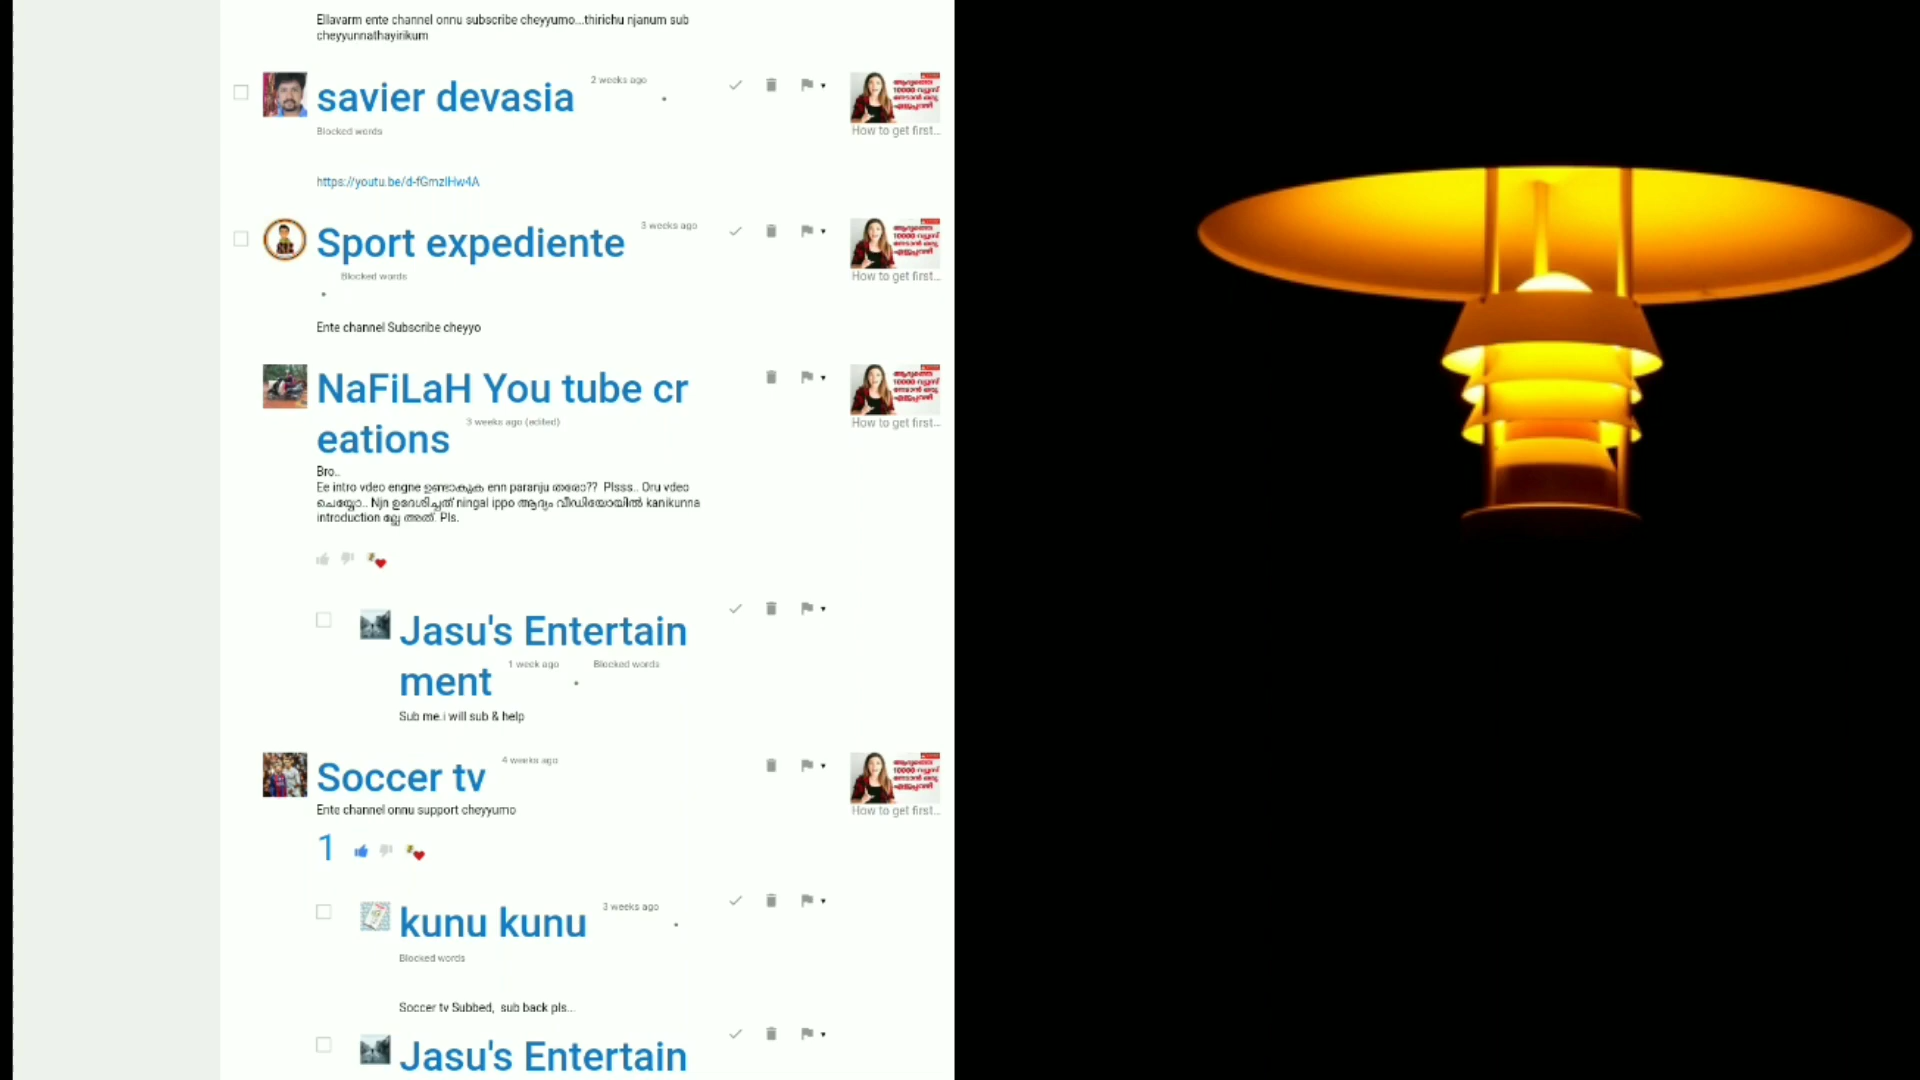 Ellavarm ente channel onnu subscribe cheyyumo...thirichu njanum sub
cheyyunnathayirikum
savier devasia
2 weeks ago
Blocked words
How to get first...
https://youtu.be/d-fGmzIHw4A
Sport expediente
3 weeks ago
Blocked words
How to get first...
Ente channel Subscribe cheyyo
NaFiLaH You tube cr
eations
3 weeks ago (edited)
How to get first...
Bro..
Ee intro vdeo engne ഉണ്ടാകുക enn paranju തരോ?? Plsss.. Oru vdeo
ചെയ്യോ.. Njn ഉദേശിച്ചത് ningal ippo ആദ്യം വീഡിയോയിൽ kanikunna
introduction ല്ലേ അത്. Pls.
Jasu's Entertain
ment
1 week ago
Blocked words
Sub me.i will sub & help
Soccer tv
4 weeks ago
Ente channel onnu support cheyyumo
How to get first...
1
kunu kunu
3 weeks ago
Blocked words
Soccer tv Subbed, sub back pls...
Jasu's Entertain